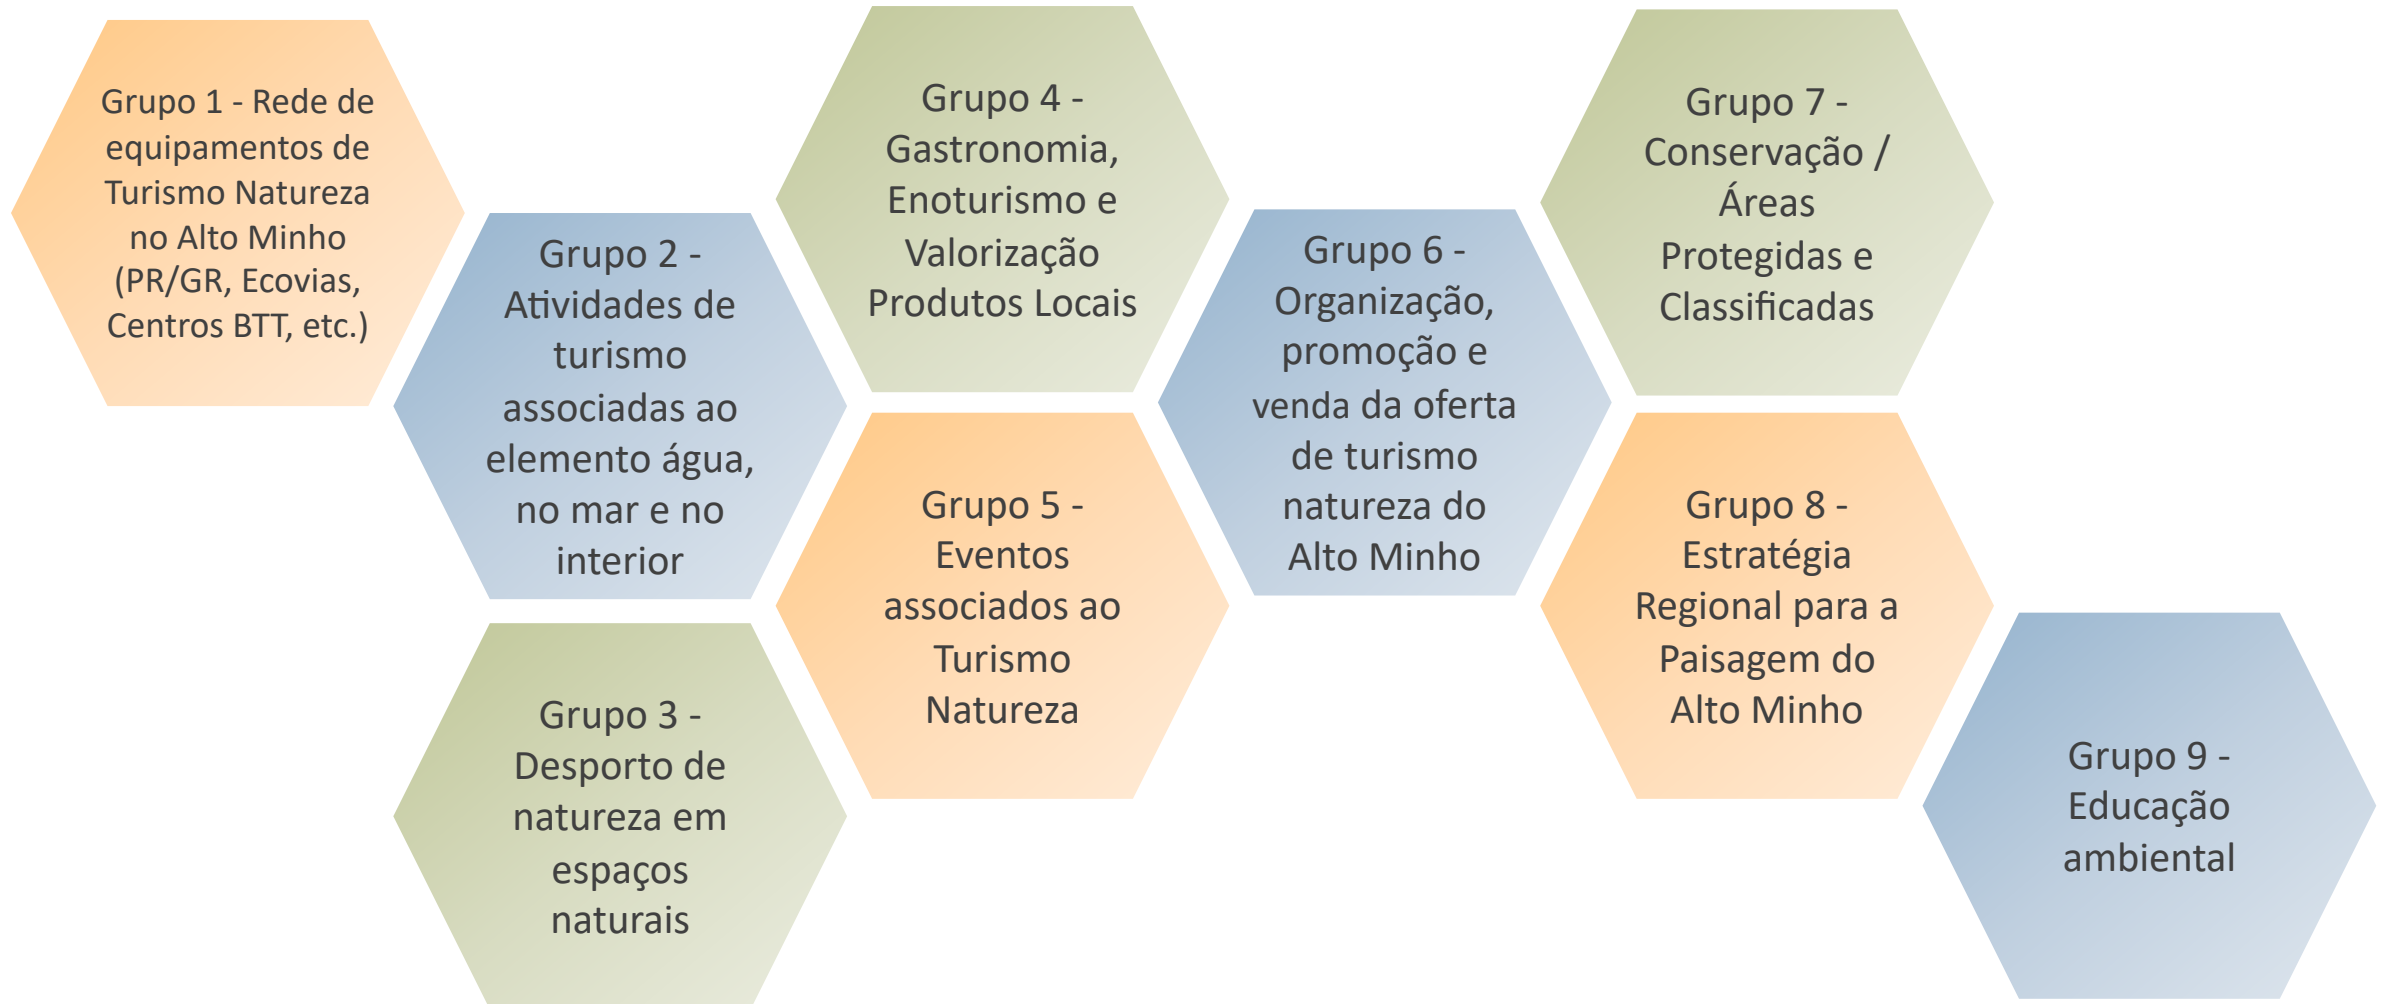 Grupo 1 - Rede de
equipamentos de
Turismo Natureza
no Alto Minho
(PR/GR, Ecovias,
Centros BTT, etc.)
Grupo 2 -
Atividades de
turismo
associadas ao
elemento água,
no mar e no
interior
Grupo 3 -
Desporto de
natureza em
espaços
naturais
Grupo 4 -
Gastronomia,
Enoturismo e
Valorização
Produtos Locais
Grupo 5 -
Eventos
associados ao
Turismo
Natureza
Grupo 6 -
Organização,
promoção e
venda da oferta
de turismo
natureza do
Alto Minho
Grupo 7 -
Conservação /
Áreas
Protegidas e
Classificadas
Grupo 8 -
Estratégia
Regional para a
Paisagem do
Alto Minho
Grupo 9 -
Educação
ambiental